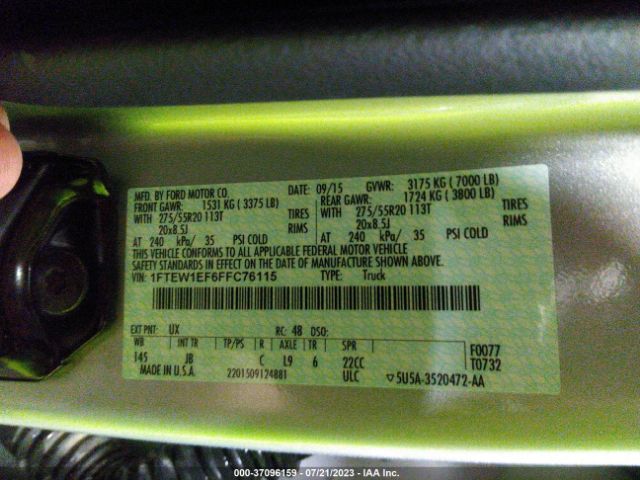 MFD. BY FORD MOTOR CO.
DATE: 09/15 GVWR: 3175 KG ( 7000 LB)
FRONT GAWR: 1531 KG ( 3375 LB) REAR GAWR: 1724 KG ( 3800 LB)
WITH 275/55R20 113T TIRES WITH 275/55R20 113T TIRES
20x8.5J RIMS 20x8.5J RIMS
AT 240 kPa/ 35 PSI COLD AT 240 kPa/ 35 PSI COLD
THIS VEHICLE CONFORMS TO ALL APPLICABLE FEDERAL MOTOR VEHICLE
SAFETY STANDARDS IN EFFECT ON THE DATE OF MANUFACTURE SHOWN ABOVE.
VIN: 1FTEW1EF6FFC76115 TYPE: Truck
EXT PNT: UX RC: 48 DSO:
WB INT TR TP/PS R AXLE TR SPR
145 JB C L9 6 22CC F0077
MADE IN U.S.A. 2201509124881 ULC T0732
▽5U5A-3520472-AA
000-37096159 - 07/21/2023 - IAA Inc.